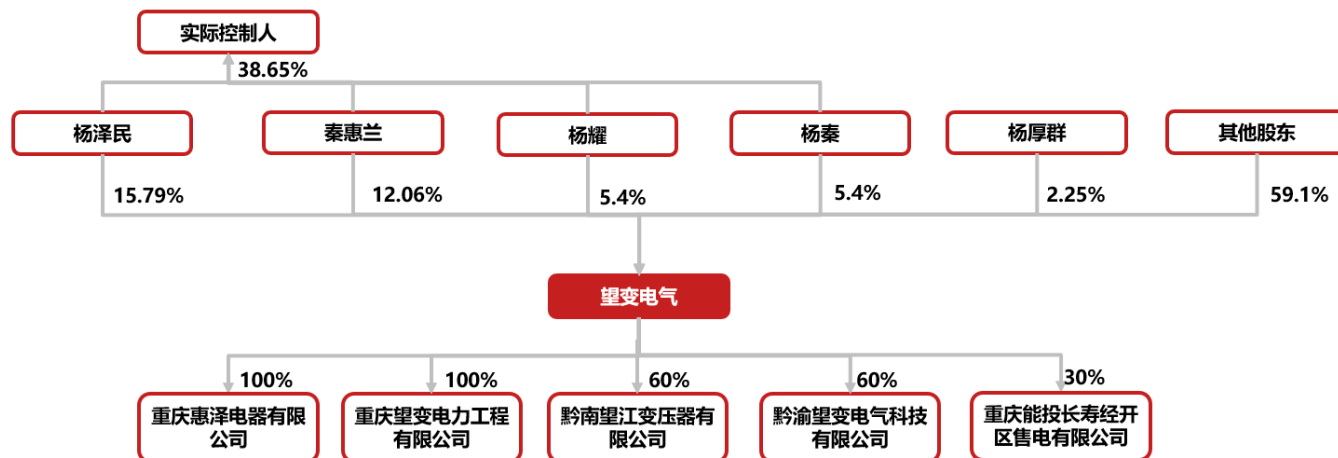 实际控制人
38.65%
杨泽民
秦惠兰
杨耀
杨秦
杨厚群
其他股东
15.79%
12.06%
5.4%
5.4%
2.25%
59.1%
望变电气
100%
100%
60%
60%
30%
重庆惠泽电器有限
公司
重庆望变电力工程
有限公司
黔南望江变压器有
限公司
黔渝望变电气科技
有限公司
重庆能投长寿经开
区售电有限公司